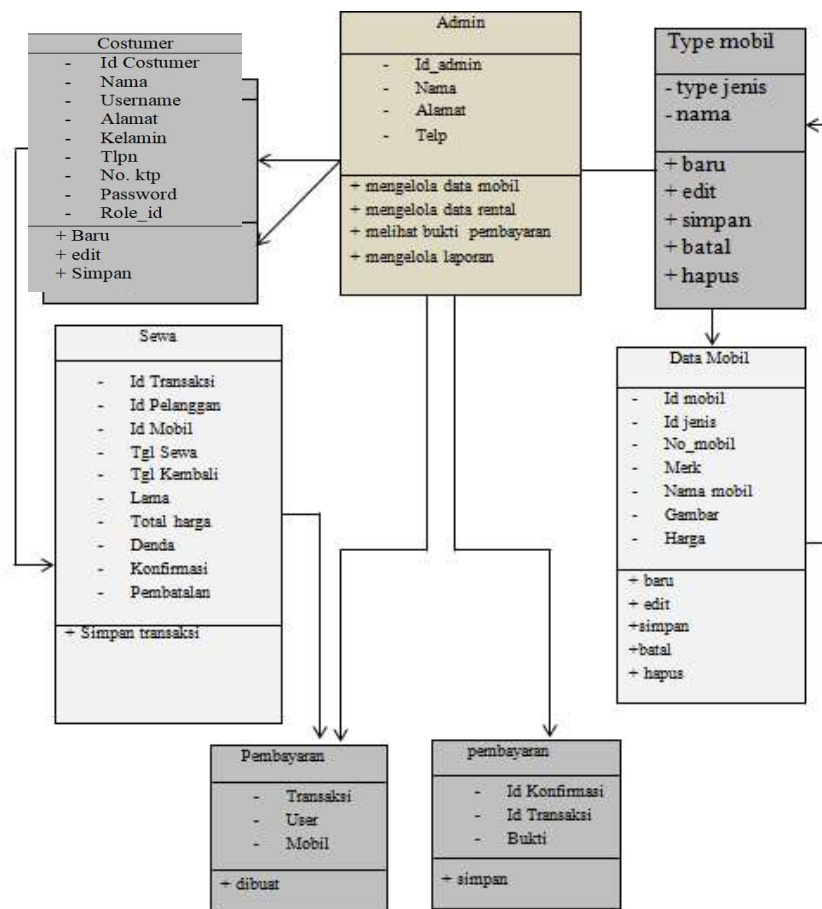 Costumer
- Id Costumer
- Nama
- Username
- Alamat
- Kelamin
- Tlpn
- No. ktp
- Password
- Role_id
+ Baru
+ edit
+ Simpan
Admin
- Id_admin
- Nama
- Alamat
- Telp
+ mengelola data mobil
+ mengelola data rental
+ melihat bukti pembayaran
+ mengelola laporan
Type mobil
- type jenis
- nama
+ baru
+ edit
+ simpan
+ batal
+ hapus
Sewa
- Id Transaksi
- Id Pelanggan
- Id Mobil
- Tgl Sewa
- Tgl Kembali
- Lama
- Total harga
- Denda
- Konfirmasi
- Pembatalan
+ Simpan transaksi
Data Mobil
- Id mobil
- Id jenis
- No_mobil
- Merk
- Nama mobil
- Gambar
- Harga
+ baru
+ edit
+simpan
+batal
+ hapus
Pembayaran
- Transaksi
- User
- Mobil
+ dibuat
pembayaran
- Id Konfirmasi
- Id Transaksi
- Bukti
+ simpan